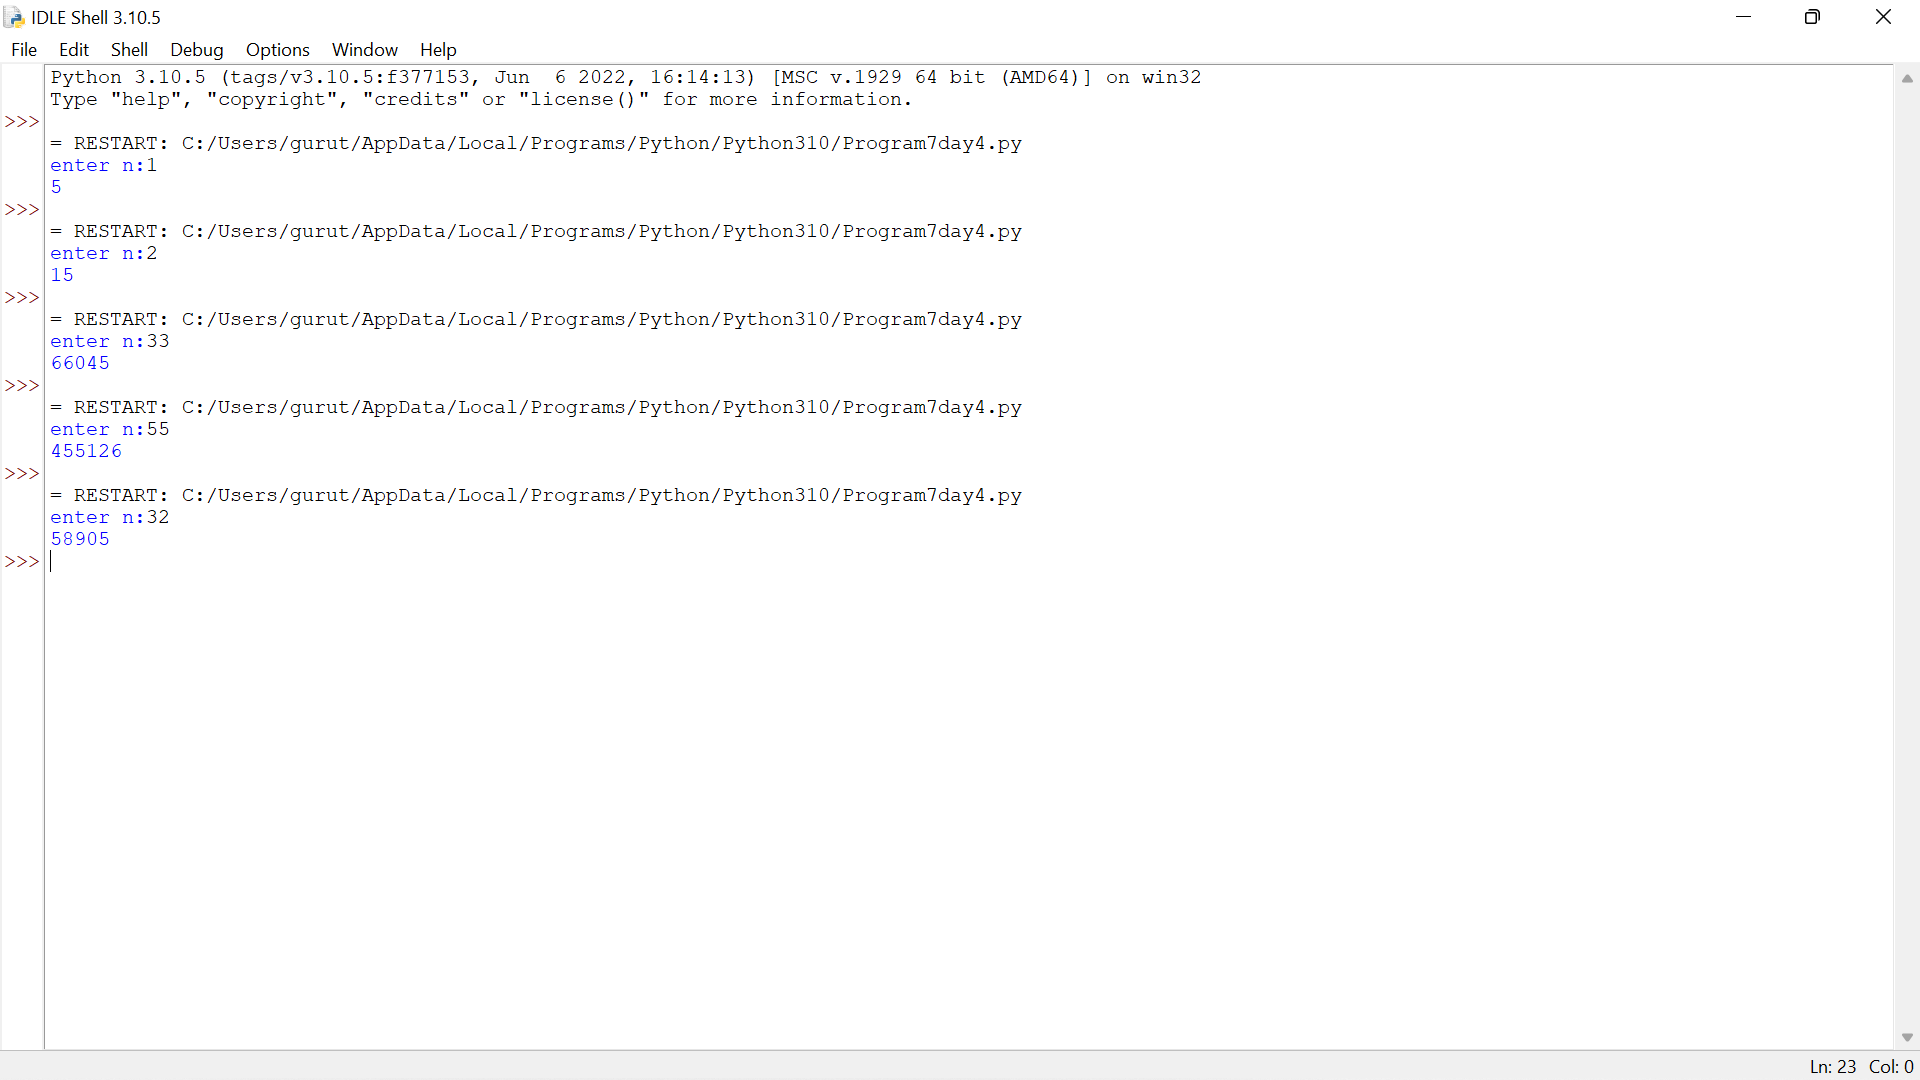 IDLE Shell 3.10.5
File Edit Shell Debug Options Window Help
Python 3.10.5 (tags/v3.10.5:f377153, Jun  6 2022, 16:14:13) [MSC v.1929 64 bit (AMD64)] on win32
Type "help", "copyright", "credits" or "license()" for more information.
>>>
= RESTART: C:/Users/gurut/AppData/Local/Programs/Python/Python310/Program7day4.py
enter n:1
5
>>>
= RESTART: C:/Users/gurut/AppData/Local/Programs/Python/Python310/Program7day4.py
enter n:2
15
>>>
= RESTART: C:/Users/gurut/AppData/Local/Programs/Python/Python310/Program7day4.py
enter n:33
66045
>>>
= RESTART: C:/Users/gurut/AppData/Local/Programs/Python/Python310/Program7day4.py
enter n:55
455126
>>>
= RESTART: C:/Users/gurut/AppData/Local/Programs/Python/Python310/Program7day4.py
enter n:32
58905
>>>
Ln: 23 Col: 0